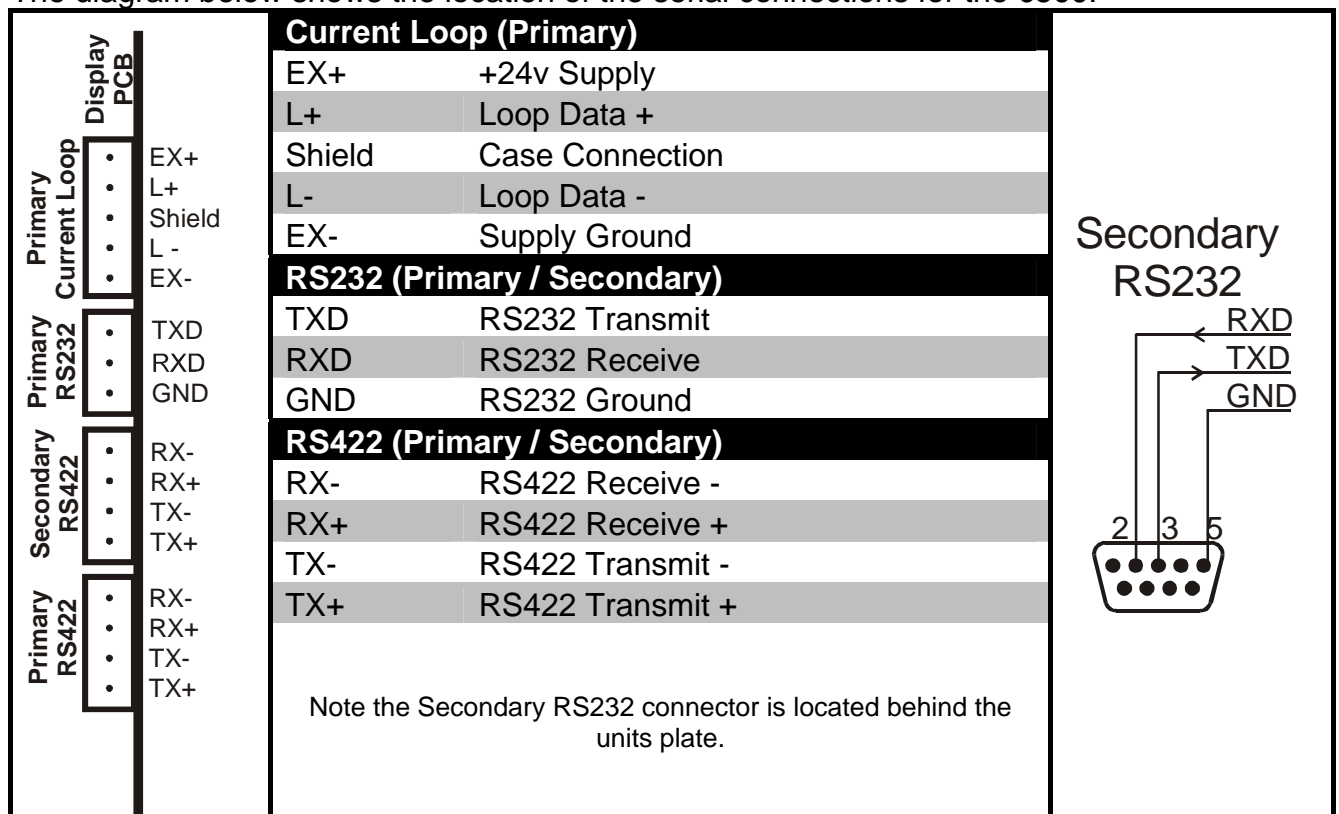 Display
PCB
Primary
Current Loop
EX+
L+
Shield
L -
EX-
Primary
RS232
TXD
RXD
GND
Secondary
RS422
RX-
RX+
TX-
TX+
Primary
RS422
RX-
RX+
TX-
TX+
Current Loop (Primary)
EX+ +24v Supply
L+ Loop Data +
Shield Case Connection
L- Loop Data -
EX- Supply Ground
RS232 (Primary / Secondary)
TXD RS232 Transmit
RXD RS232 Receive
GND RS232 Ground
RS422 (Primary / Secondary)
RX- RS422 Receive -
RX+ RS422 Receive +
TX- RS422 Transmit -
TX+ RS422 Transmit +
Note the Secondary RS232 connector is located behind the
units plate.
Secondary
RS232
RXD
TXD
GND
2 3 5